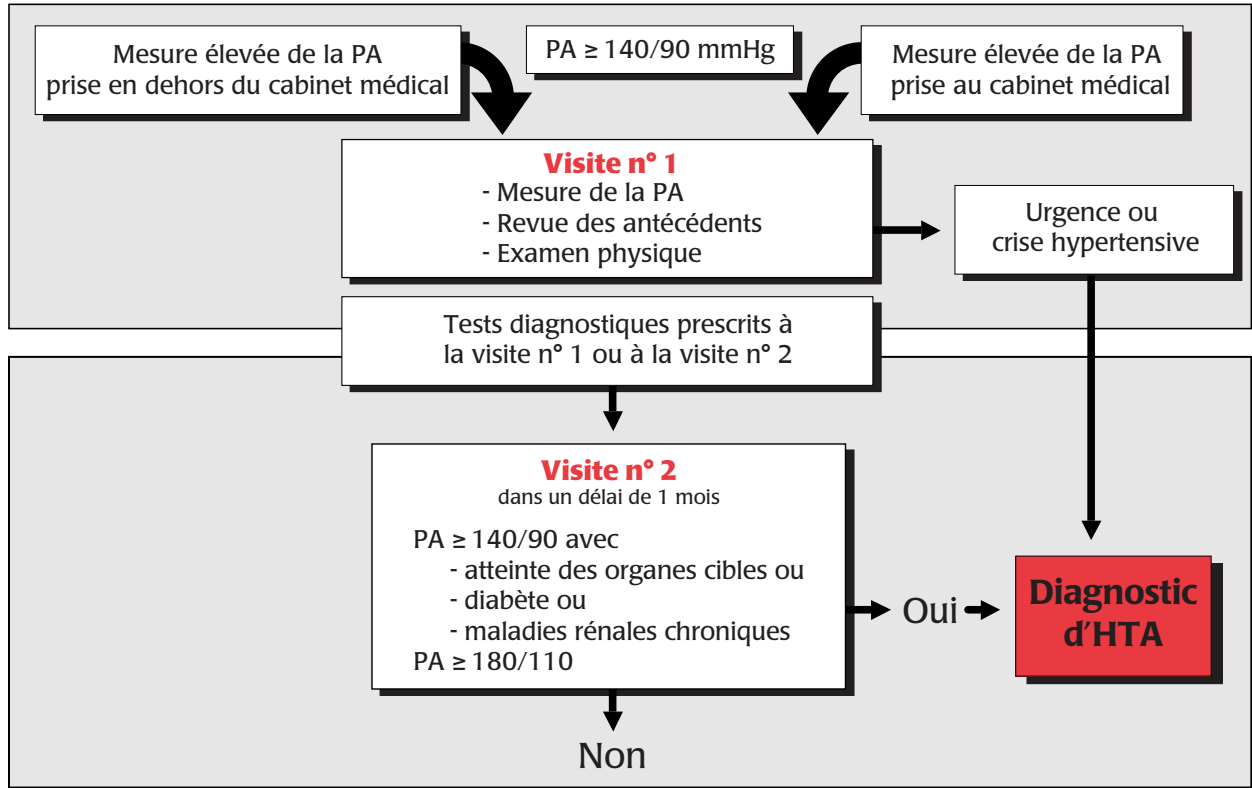 Mesure élevée de la PA
prise en dehors du cabinet médical
PA ≥ 140/90 mmHg
Mesure élevée de la PA
prise au cabinet médical
Visite n° 1
- Mesure de la PA
- Revue des antécédents
- Examen physique
Urgence ou
crise hypertensive
Tests diagnostiques prescrits à
la visite n° 1 ou à la visite n° 2
Visite n° 2
dans un délai de 1 mois
PA ≥ 140/90 avec
- atteinte des organes cibles ou
- diabète ou
- maladies rénales chroniques
PA ≥ 180/110
Oui
Diagnostic
d'HTA
Non